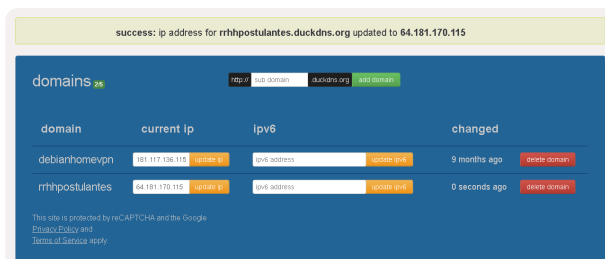 success: ip address for rrhhpostulantes.duckdns.org updated to 64.181.170.115
domains 2/5 http:// sub domain .duckdns.org add domain
domain current ip ipv6 changed
debianhomevpn 181.117.136.115 update ip ipv6 address update ipv6 9 months ago delete domain
rrhhpostulantes 64.181.170.115 update ip ipv6 address update ipv6 0 seconds ago delete domain
This site is protected by reCAPTCHA and the Google
Privacy Policy and
Terms of Service apply.